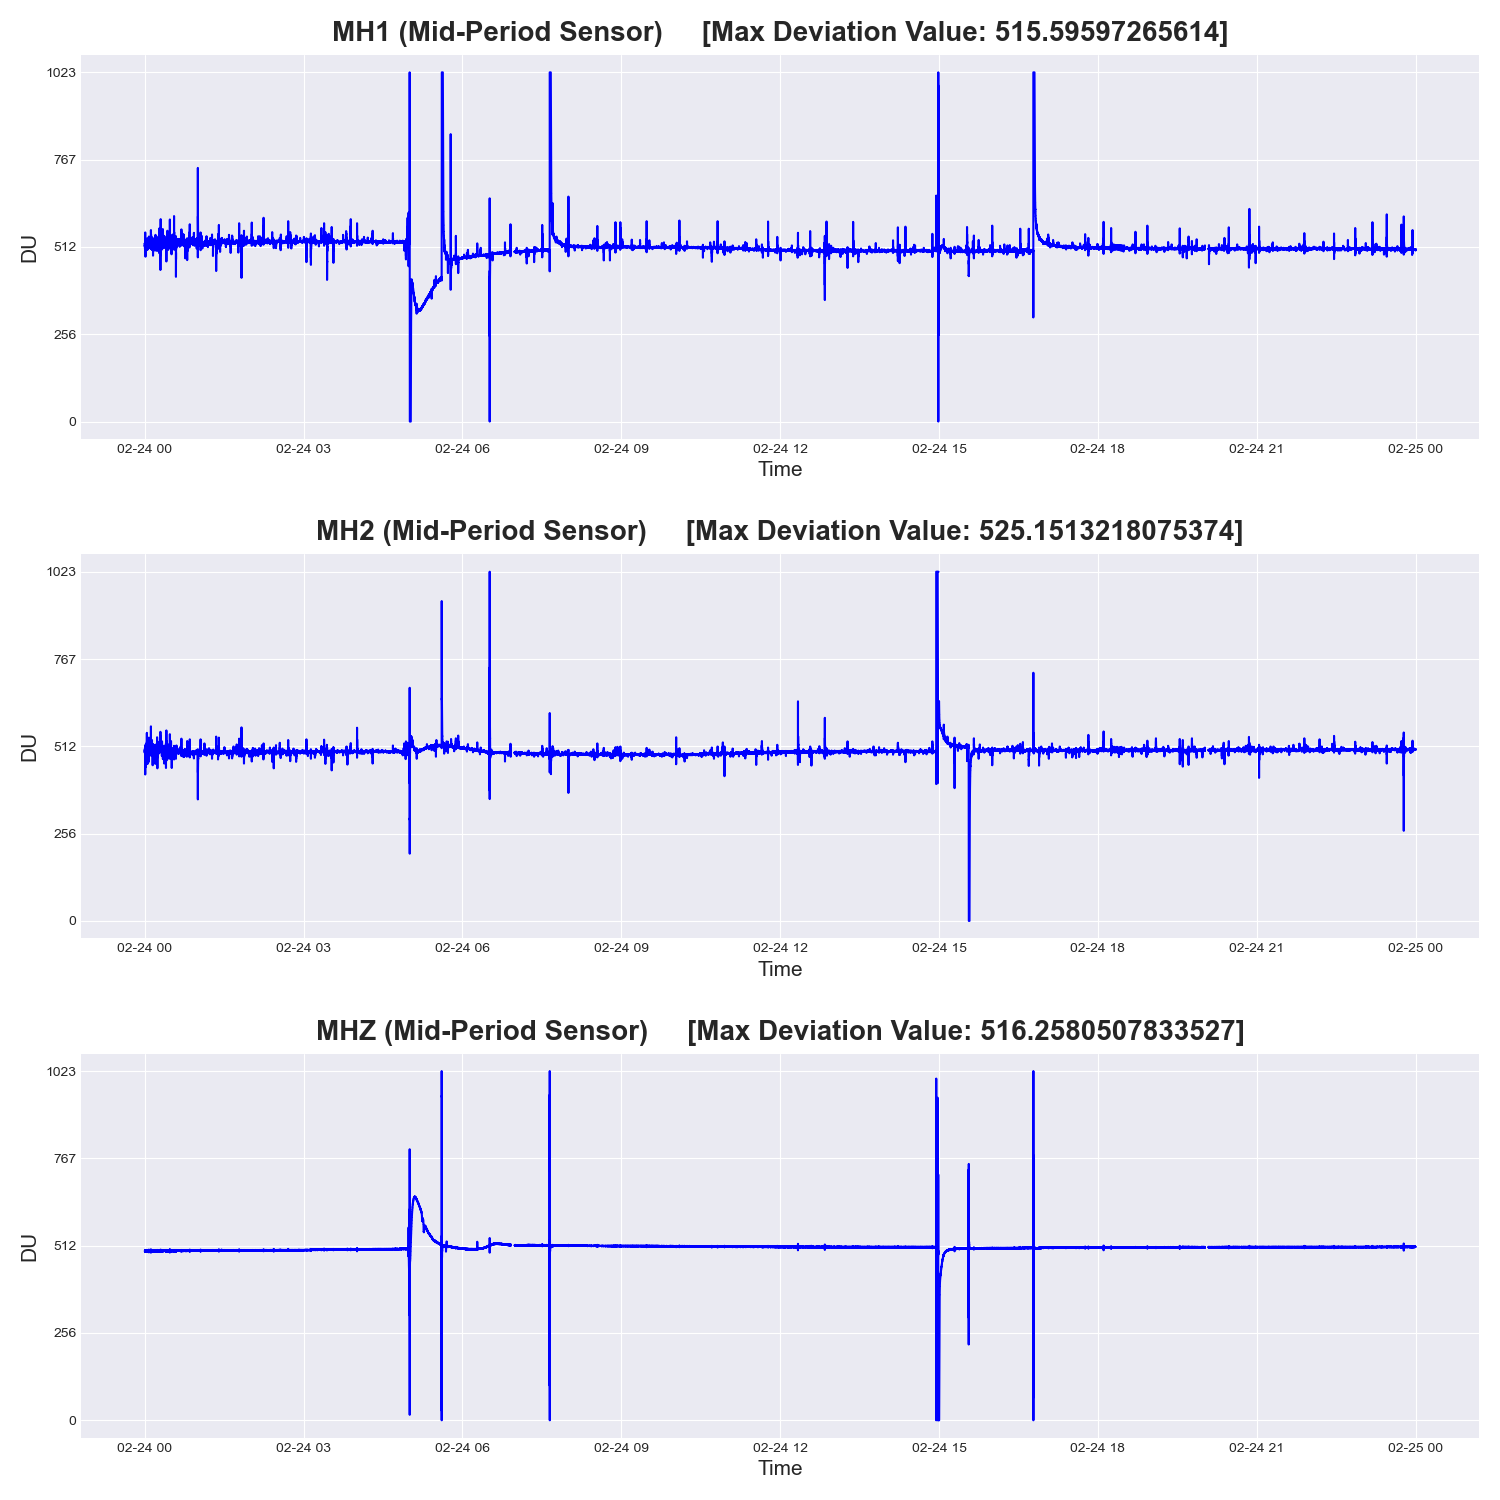 MH1 (Mid-Period Sensor) [Max Deviation Value: 515.59597265614]
1023
767
512
256
0
DU
02-24 00 02-24 03 02-24 06 02-24 09 02-24 12 02-24 15 02-24 18 02-24 21 02-25 00
Time
MH2 (Mid-Period Sensor) [Max Deviation Value: 525.1513218075374]
1023
767
512
256
0
DU
02-24 00 02-24 03 02-24 06 02-24 09 02-24 12 02-24 15 02-24 18 02-24 21 02-25 00
Time
MHZ (Mid-Period Sensor) [Max Deviation Value: 516.2580507833527]
1023
767
512
256
0
DU
02-24 00 02-24 03 02-24 06 02-24 09 02-24 12 02-24 15 02-24 18 02-24 21 02-25 00
Time